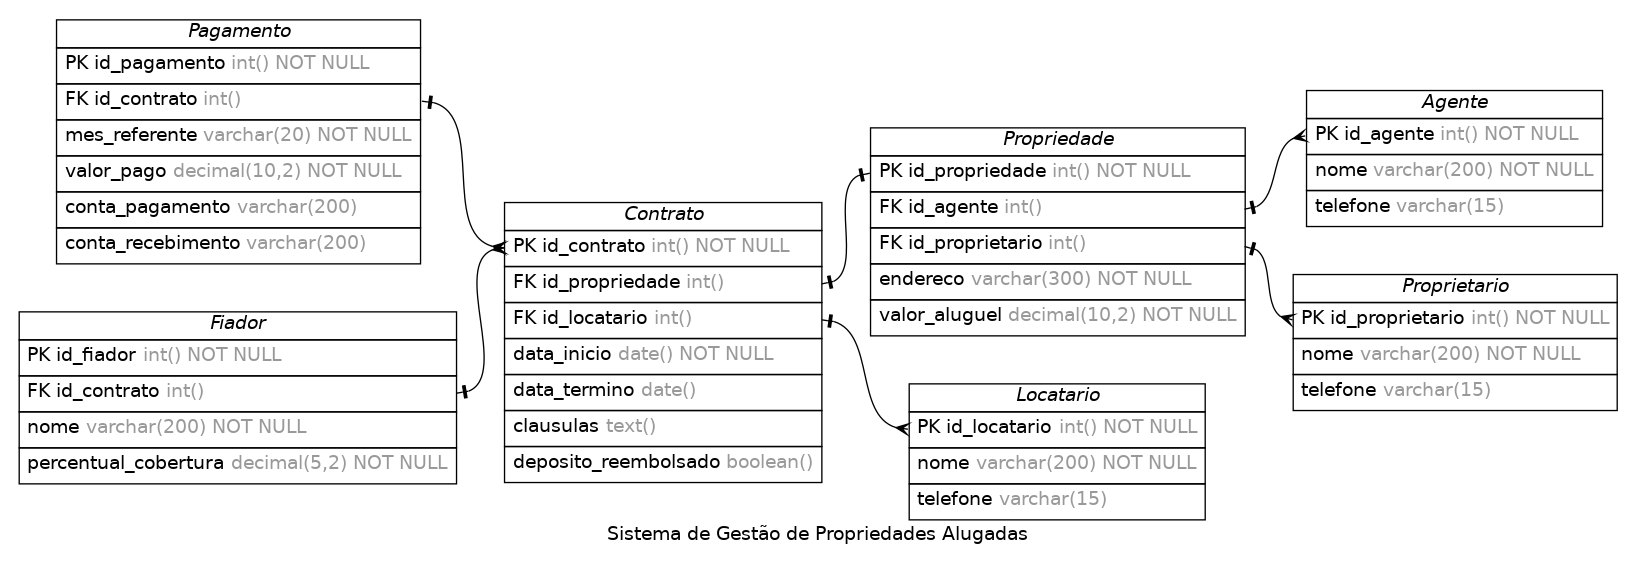 Pagamento
PK id_pagamento int() NOT NULL
FK id_contrato int()
mes_referente varchar(20) NOT NULL
valor_pago decimal(10,2) NOT NULL
conta_pagamento varchar(200)
conta_recebimento varchar(200)
Fiador
PK id_fiador int() NOT NULL
FK id_contrato int()
nome varchar(200) NOT NULL
percentual_cobertura decimal(5,2) NOT NULL
Contrato
PK id_contrato int() NOT NULL
FK id_propriedade int()
FK id_locatario int()
data_inicio date() NOT NULL
data_termino date()
clausulas text()
deposito_reembolsado boolean()
Propriedade
PK id_propriedade int() NOT NULL
FK id_agente int()
FK id_proprietario int()
endereco varchar(300) NOT NULL
valor_aluguel decimal(10,2) NOT NULL
Locatario
PK id_locatario int() NOT NULL
nome varchar(200) NOT NULL
telefone varchar(15)
Agente
PK id_agente int() NOT NULL
nome varchar(200) NOT NULL
telefone varchar(15)
Proprietario
PK id_proprietario int() NOT NULL
nome varchar(200) NOT NULL
telefone varchar(15)
Sistema de Gestão de Propriedades Alugadas